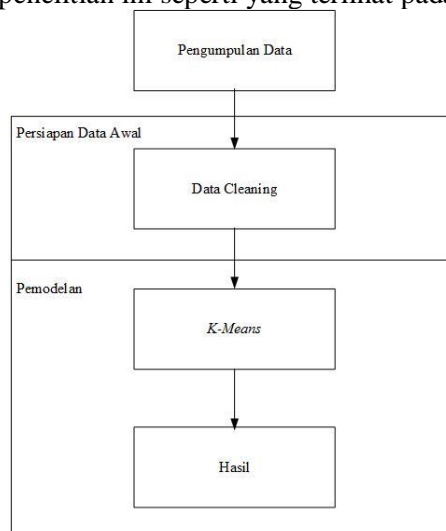 penelitian ini seperti yang terlihat pada
Pengumpulan Data
Persiapan Data Awal
Data Cleaning
Pemodelan
K-Means
Hasil